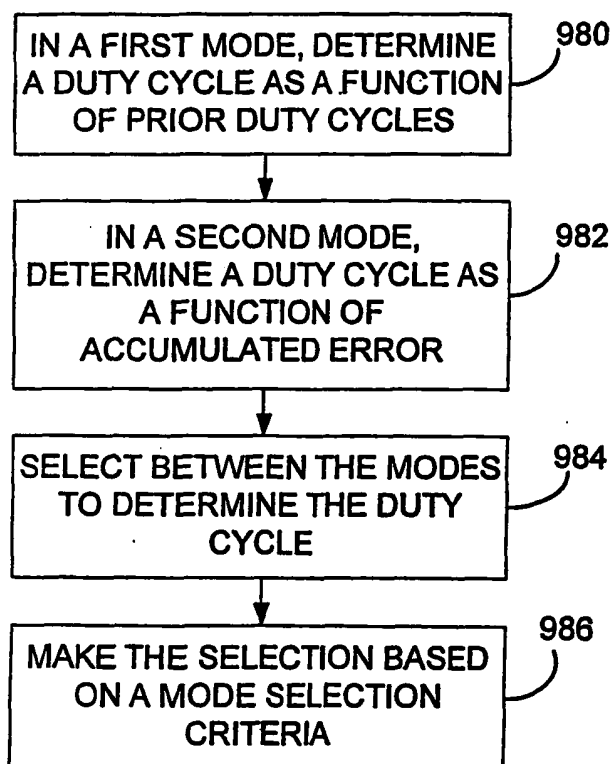 IN A FIRST MODE, DETERMINE
A DUTY CYCLE AS A FUNCTION
OF PRIOR DUTY CYCLES
980
IN A SECOND MODE,
DETERMINE A DUTY CYCLE AS
A FUNCTION OF
ACCUMULATED ERROR
982
SELECT BETWEEN THE MODES
TO DETERMINE THE DUTY
CYCLE
984
MAKE THE SELECTION BASED
ON A MODE SELECTION
CRITERIA
986